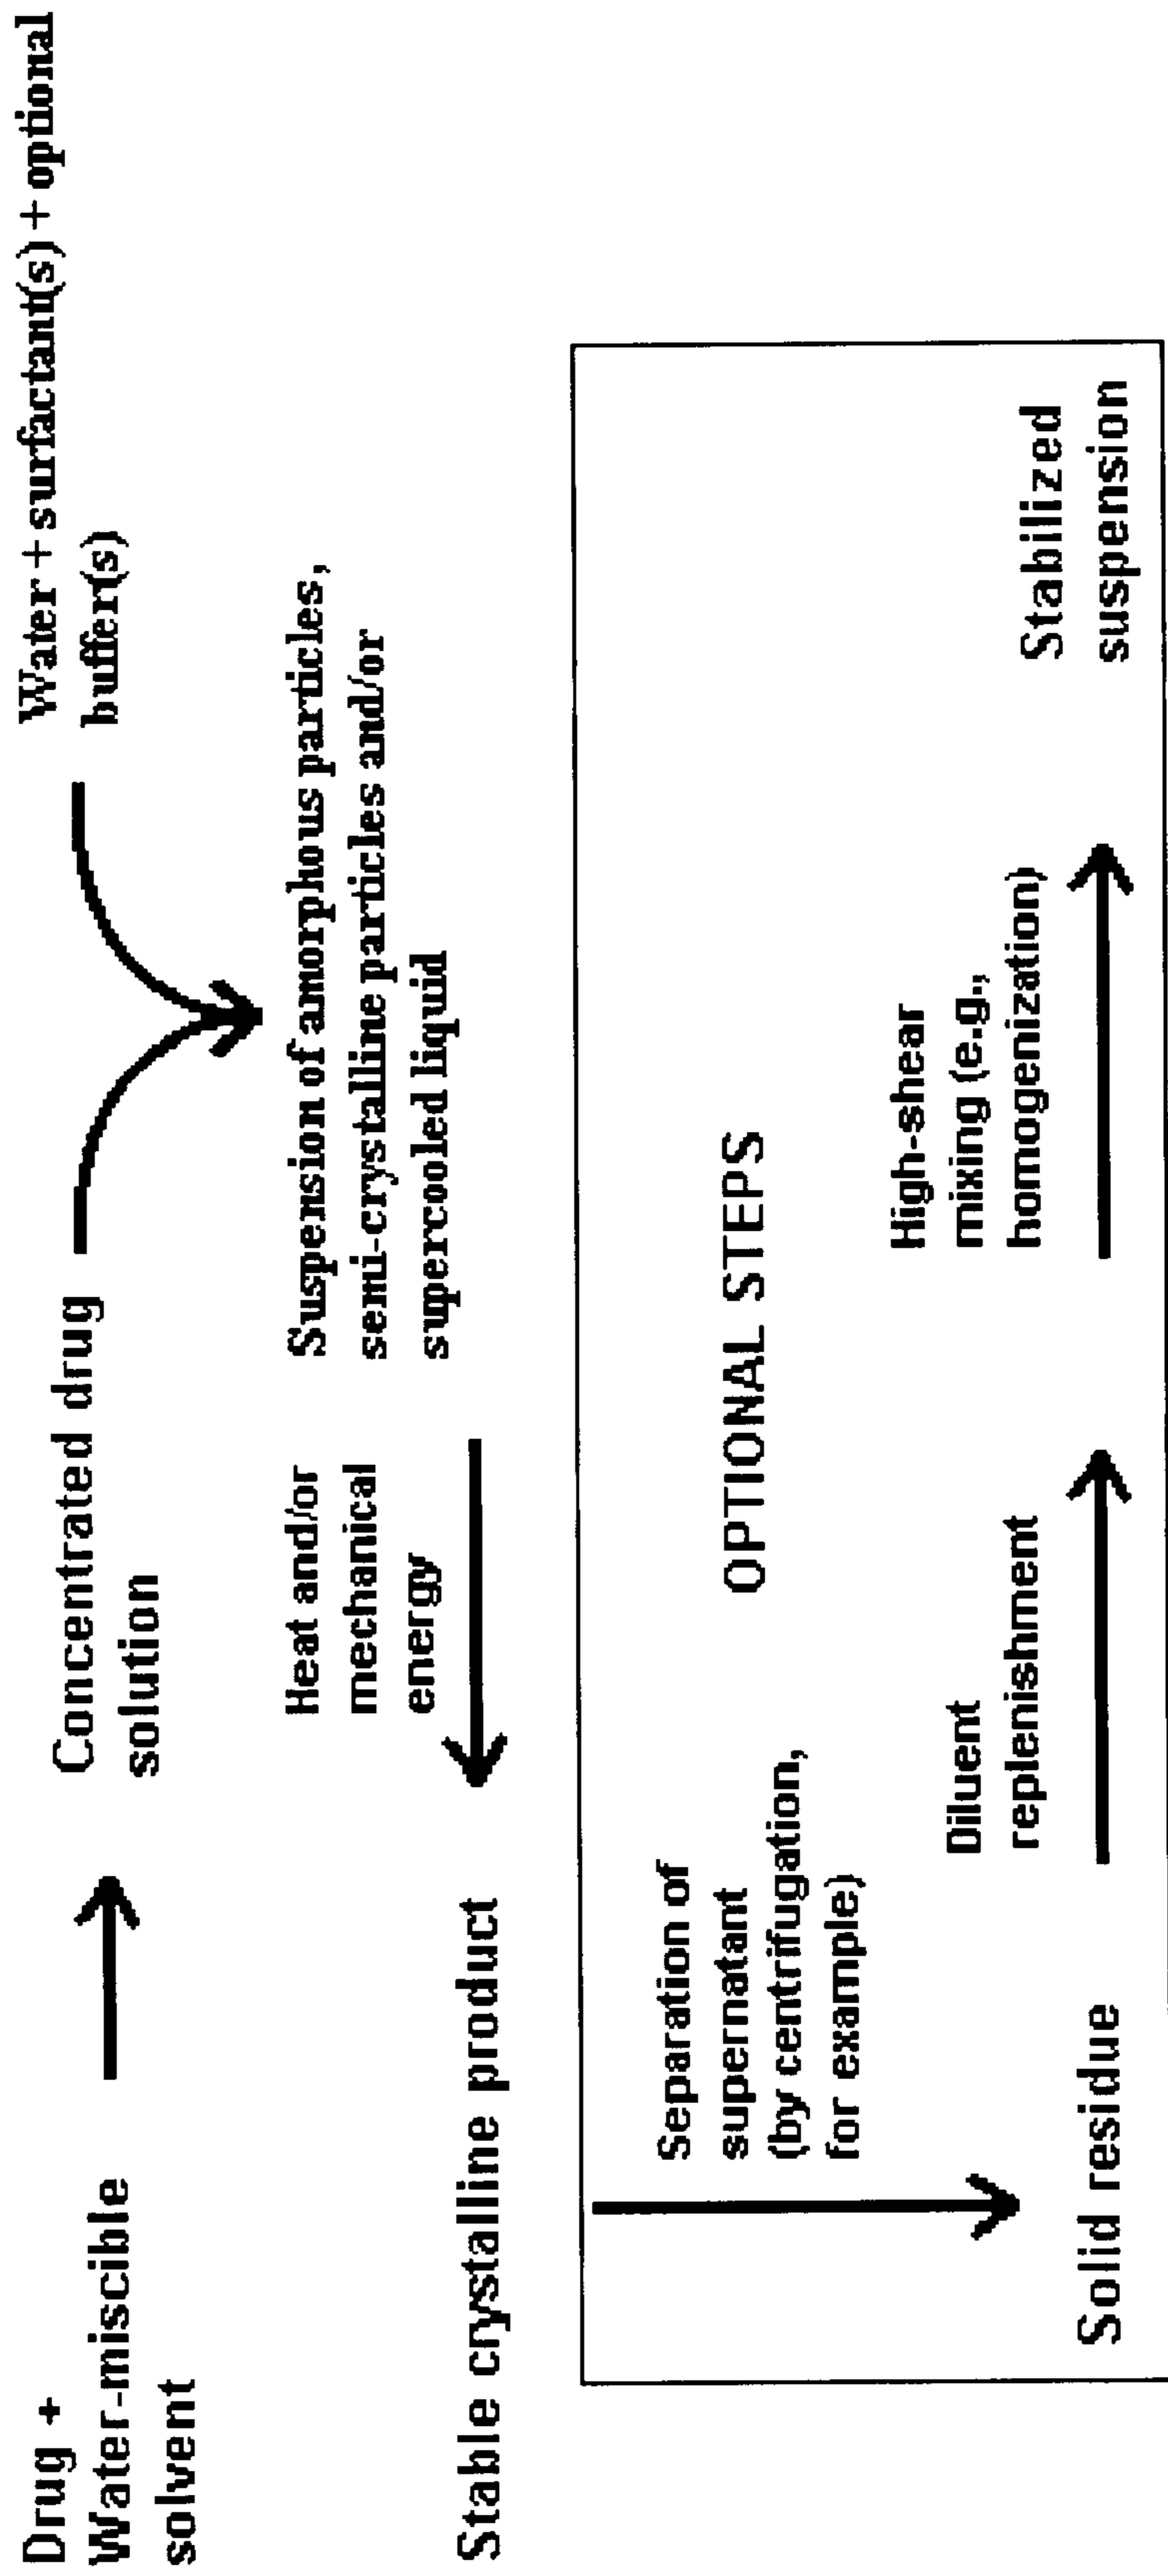 Drug +
Water-miscible
solvent
Concentrated drug
solution
Water + surfactant(s) + optional
buffer(s)
Suspension of amorphous particles,
semi-crystalline particles and/or
supercooled liquid
Heat and/or
mechanical
energy
Stable crystalline product
OPTIONAL STEPS
Separation of
supernatant
(by centrifugation,
for example)
Solid residue
Diluent
replenishment
High-shear
mixing (e.g.,
homogenization)
Stabilized
suspension